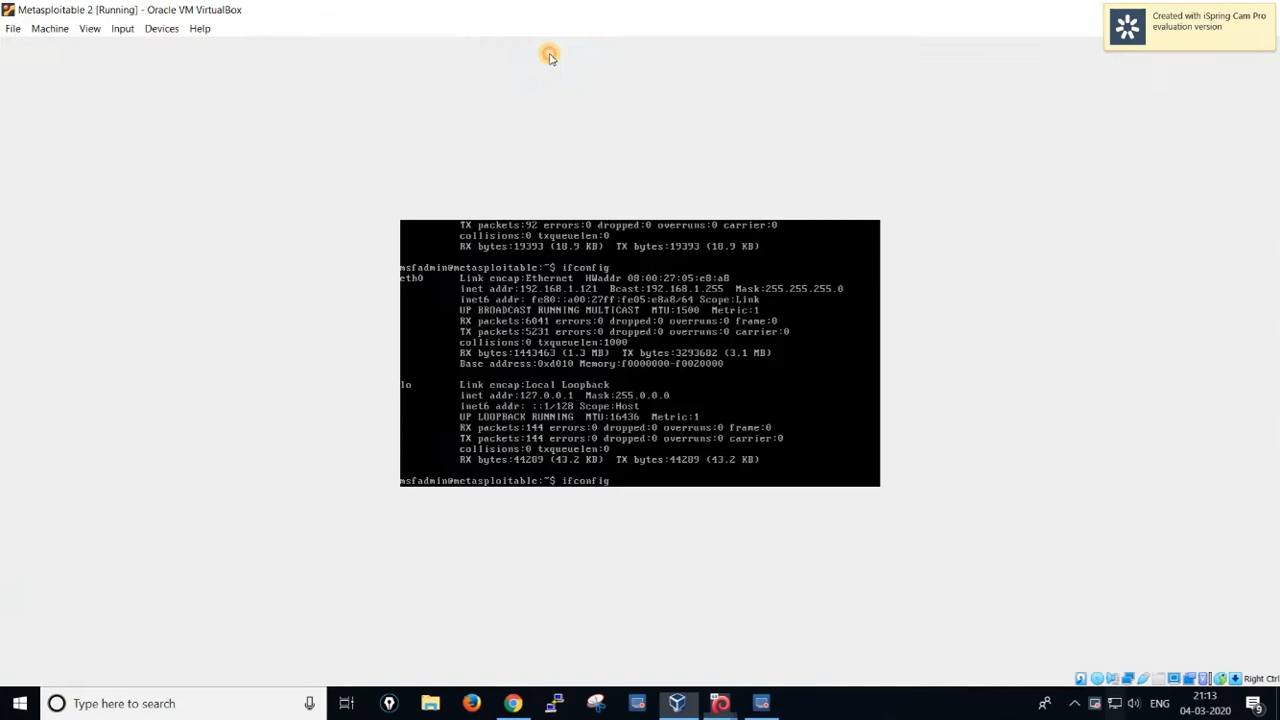 Metasploitable 2 [Running] - Oracle VM VirtualBox
File Machine View Input Devices Help
Created with iSpring Cam Pro
evaluation version
TX packets:92 errors:0 dropped:0 overruns:0 carrier:0
collisions:0 txqueuelen:0
RX bytes:19393 (18.9 KB) TX bytes:19393 (18.9 KB)
msfadmin@metasploitable:~$ ifconfig
eth0 Link encap:Ethernet HWaddr 08:00:27:05:e8:a8
inet addr:192.168.1.121 Bcast:192.168.1.255 Mask:255.255.255.0
inet6 addr: fe80::a00:27ff:fe05:e8a8/64 Scope:Link
UP BROADCAST RUNNING MULTICAST MTU:1500 Metric:1
RX packets:6041 errors:0 dropped:0 overruns:0 frame:0
TX packets:5231 errors:0 dropped:0 overruns:0 carrier:0
collisions:0 txqueuelen:1000
RX bytes:1443463 (1.3 MB) TX bytes:3293682 (3.1 MB)
Base address:0xd010 Memory:f0000000-f0020000
lo Link encap:Local Loopback
inet addr:127.0.0.1 Mask:255.0.0.0
inet6 addr: ::1/128 Scope:Host
UP LOOPBACK RUNNING MTU:16436 Metric:1
RX packets:144 errors:0 dropped:0 overruns:0 frame:0
TX packets:144 errors:0 dropped:0 overruns:0 carrier:0
collisions:0 txqueuelen:0
RX bytes:44289 (43.2 KB) TX bytes:44289 (43.2 KB)
msfadmin@metasploitable:~$ ifconfig
Right Ctrl
Type here to search
ENG
21:13
04-03-2020
9